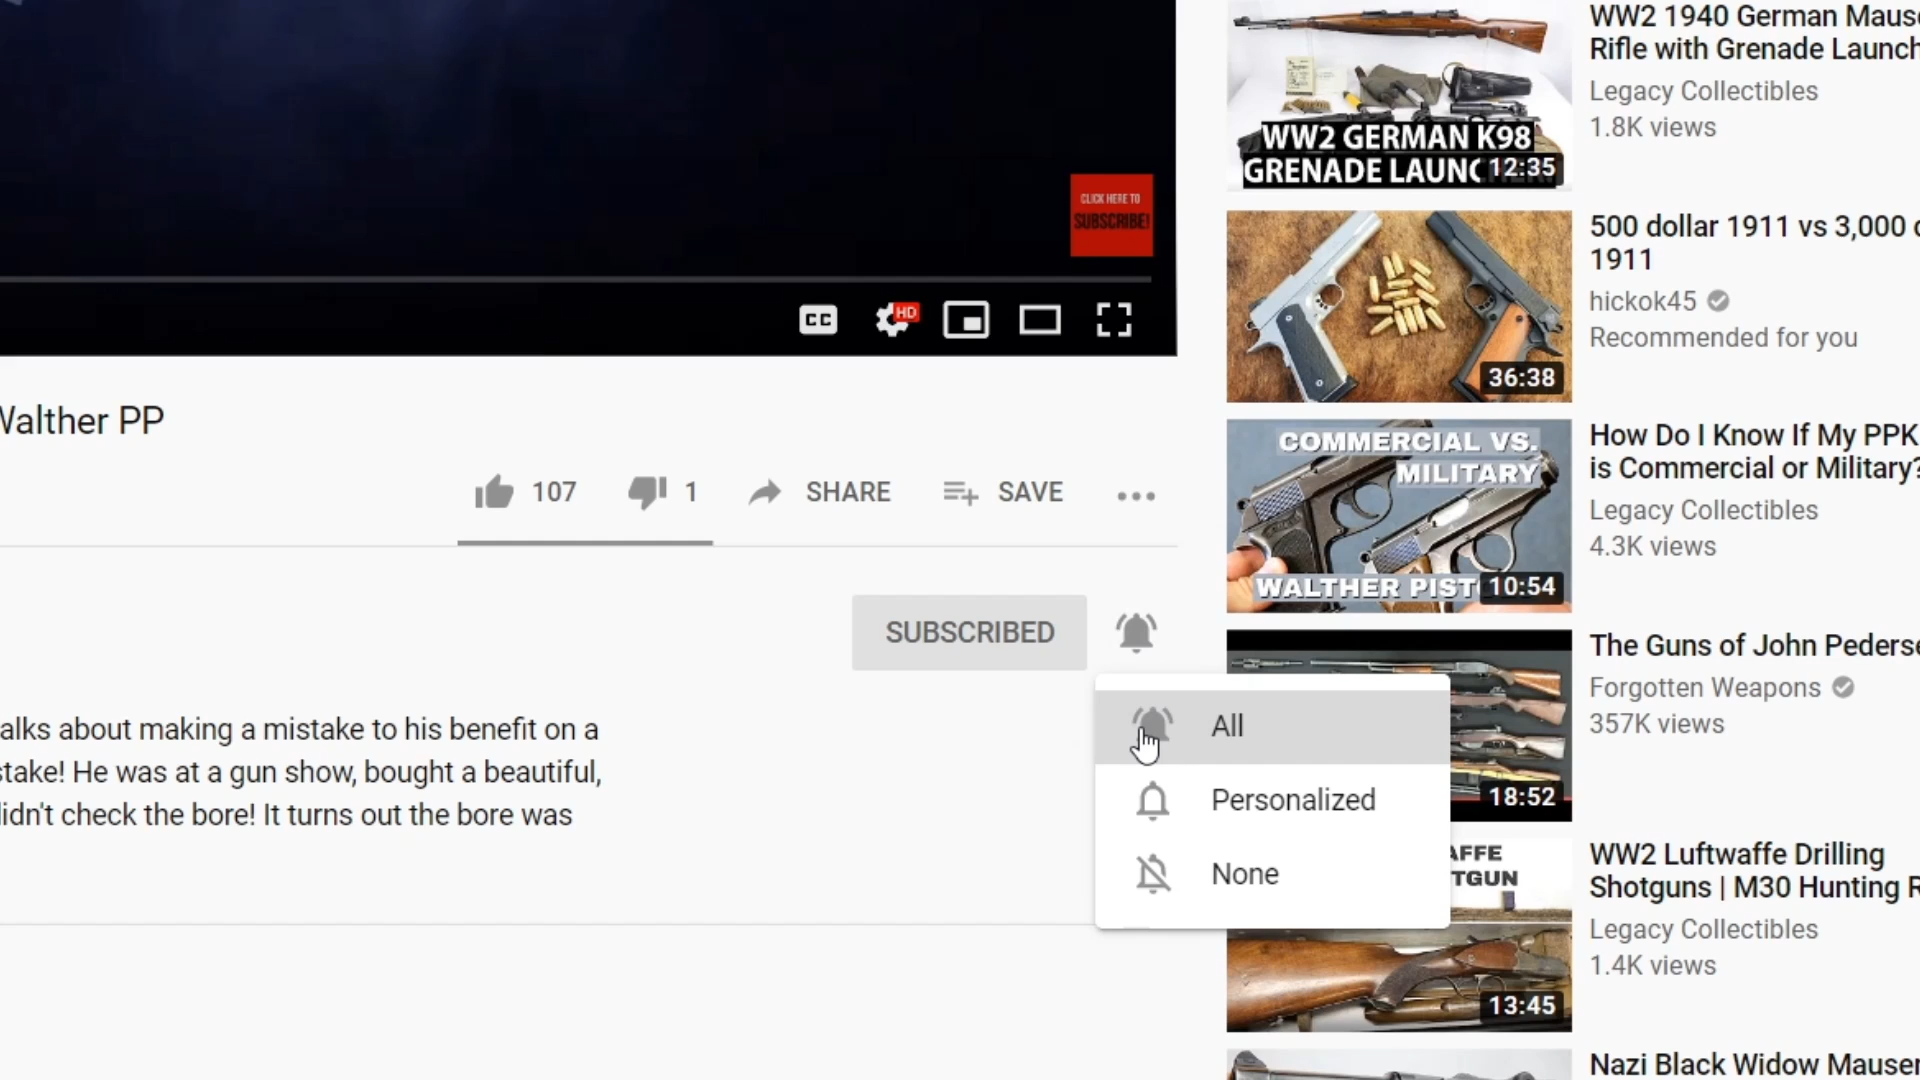 CLICK HERE TO
SUBSCRIBE!
CC
HD
Walther PP
107
1
SHARE
SAVE
SUBSCRIBED
All
Personalized
None
alks about making a mistake to his benefit on a
stake! He was at a gun show, bought a beautiful,
didn't check the bore! It turns out the bore was
WW2 GERMAN K98
GRENADE LAUNC
12:35
WW2 1940 German Maus
Rifle with Grenade Launch
Legacy Collectibles
1.8K views
36:38
500 dollar 1911 vs 3,000
1911
hickok45
Recommended for you
COMMERCIAL VS.
MILITARY
WALTHER PIST
10:54
How Do I Know If My PPK
is Commercial or Military?
Legacy Collectibles
4.3K views
18:52
The Guns of John Peders
Forgotten Weapons
357K views
AFFE
TGUN
13:45
WW2 Luftwaffe Drilling
Shotguns | M30 Hunting R
Legacy Collectibles
1.4K views
Nazi Black Widow Mauser